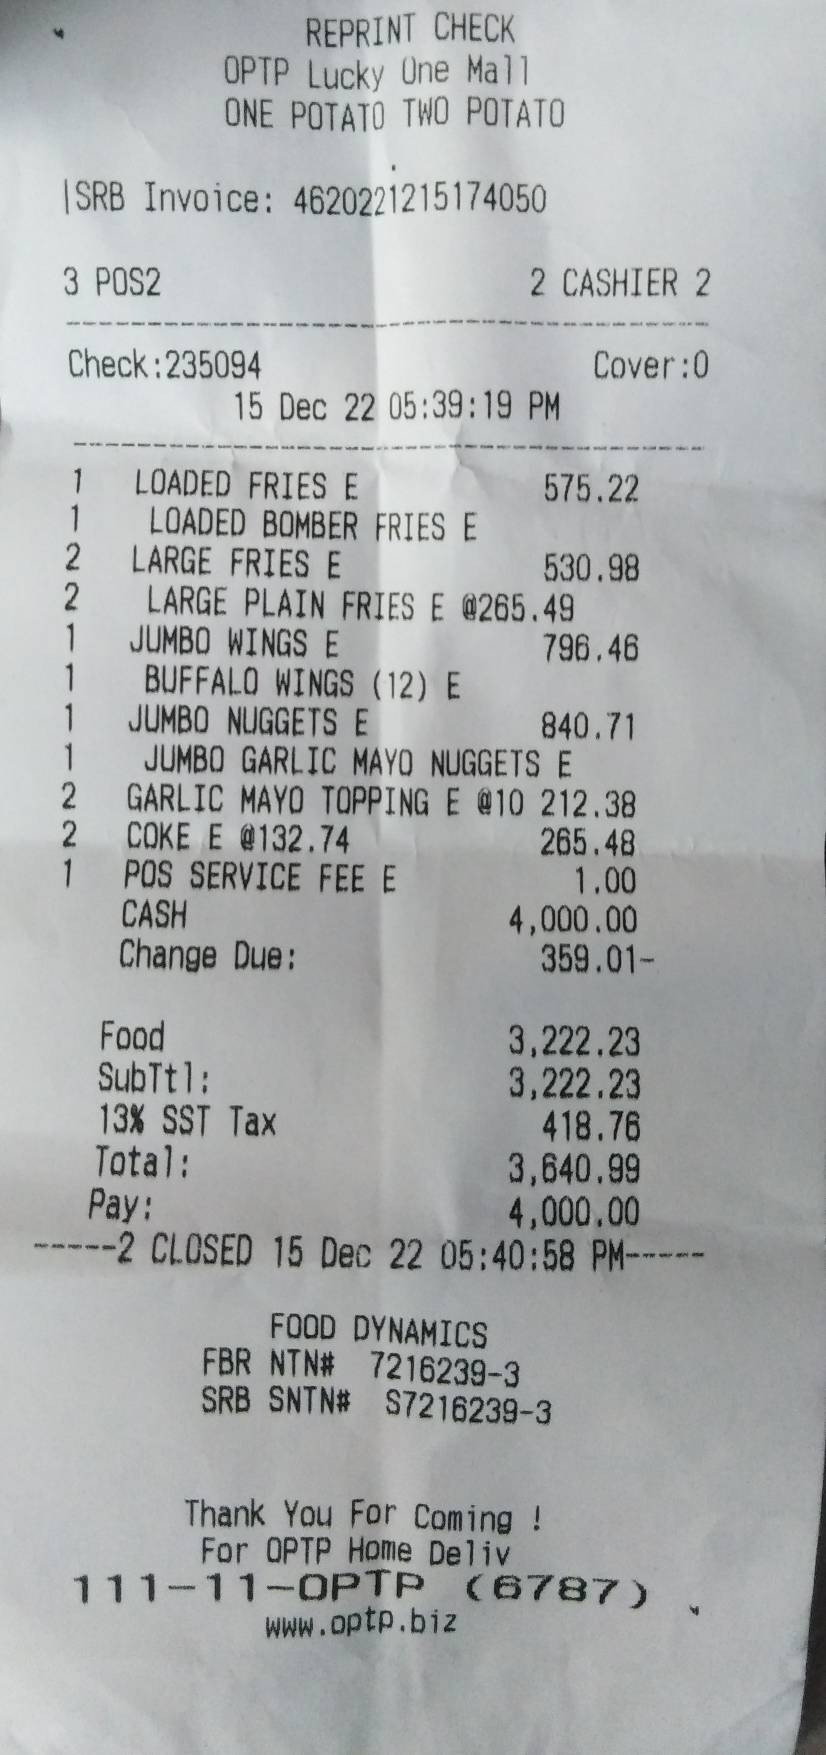 REPRINT CHECK
OPTP Lucky One Mall
ONE POTATO TWO POTATO
|SRB Invoice: 4620221215174050
3 POS2 2 CASHIER 2
--------------------------------
Check:235094 Cover:0
15 Dec 22 05:39:19 PM
--------------------------------
1 LOADED FRIES E 575.22
1 LOADED BOMBER FRIES E
2 LARGE FRIES E 530.98
2 LARGE PLAIN FRIES E @265.49
1 JUMBO WINGS E 796.46
1 BUFFALO WINGS (12) E
1 JUMBO NUGGETS E 840.71
1 JUMBO GARLIC MAYO NUGGETS E
2 GARLIC MAYO TOPPING E @10 212.38
2 COKE E @132.74 265.48
1 POS SERVICE FEE E 1.00
CASH 4,000.00
Change Due: 359.01-
Food 3,222.23
SubTtl: 3,222.23
13% SST Tax 418.76
Total: 3,640.99
Pay: 4,000.00
-----2 CLOSED 15 Dec 22 05:40:58 PM-----
FOOD DYNAMICS
FBR NTN# 7216239-3
SRB SNTN# S7216239-3
Thank You For Coming !
For OPTP Home Deliv
111-11-OPTP (6787)
www.optp.biz